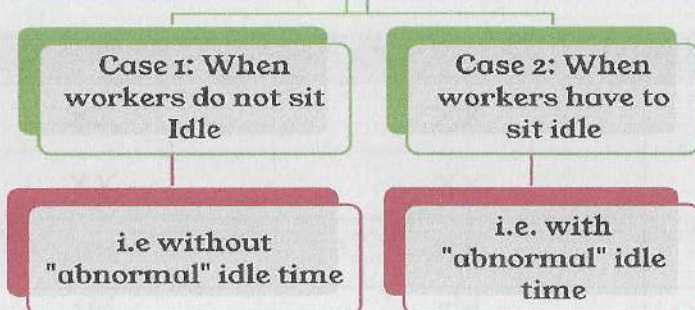 Case 1: When
workers do not sit
Idle
Case 2: When
workers have to
sit idle
i.e without
"abnormal" idle time
i.e. with
"abnormal" idle
time